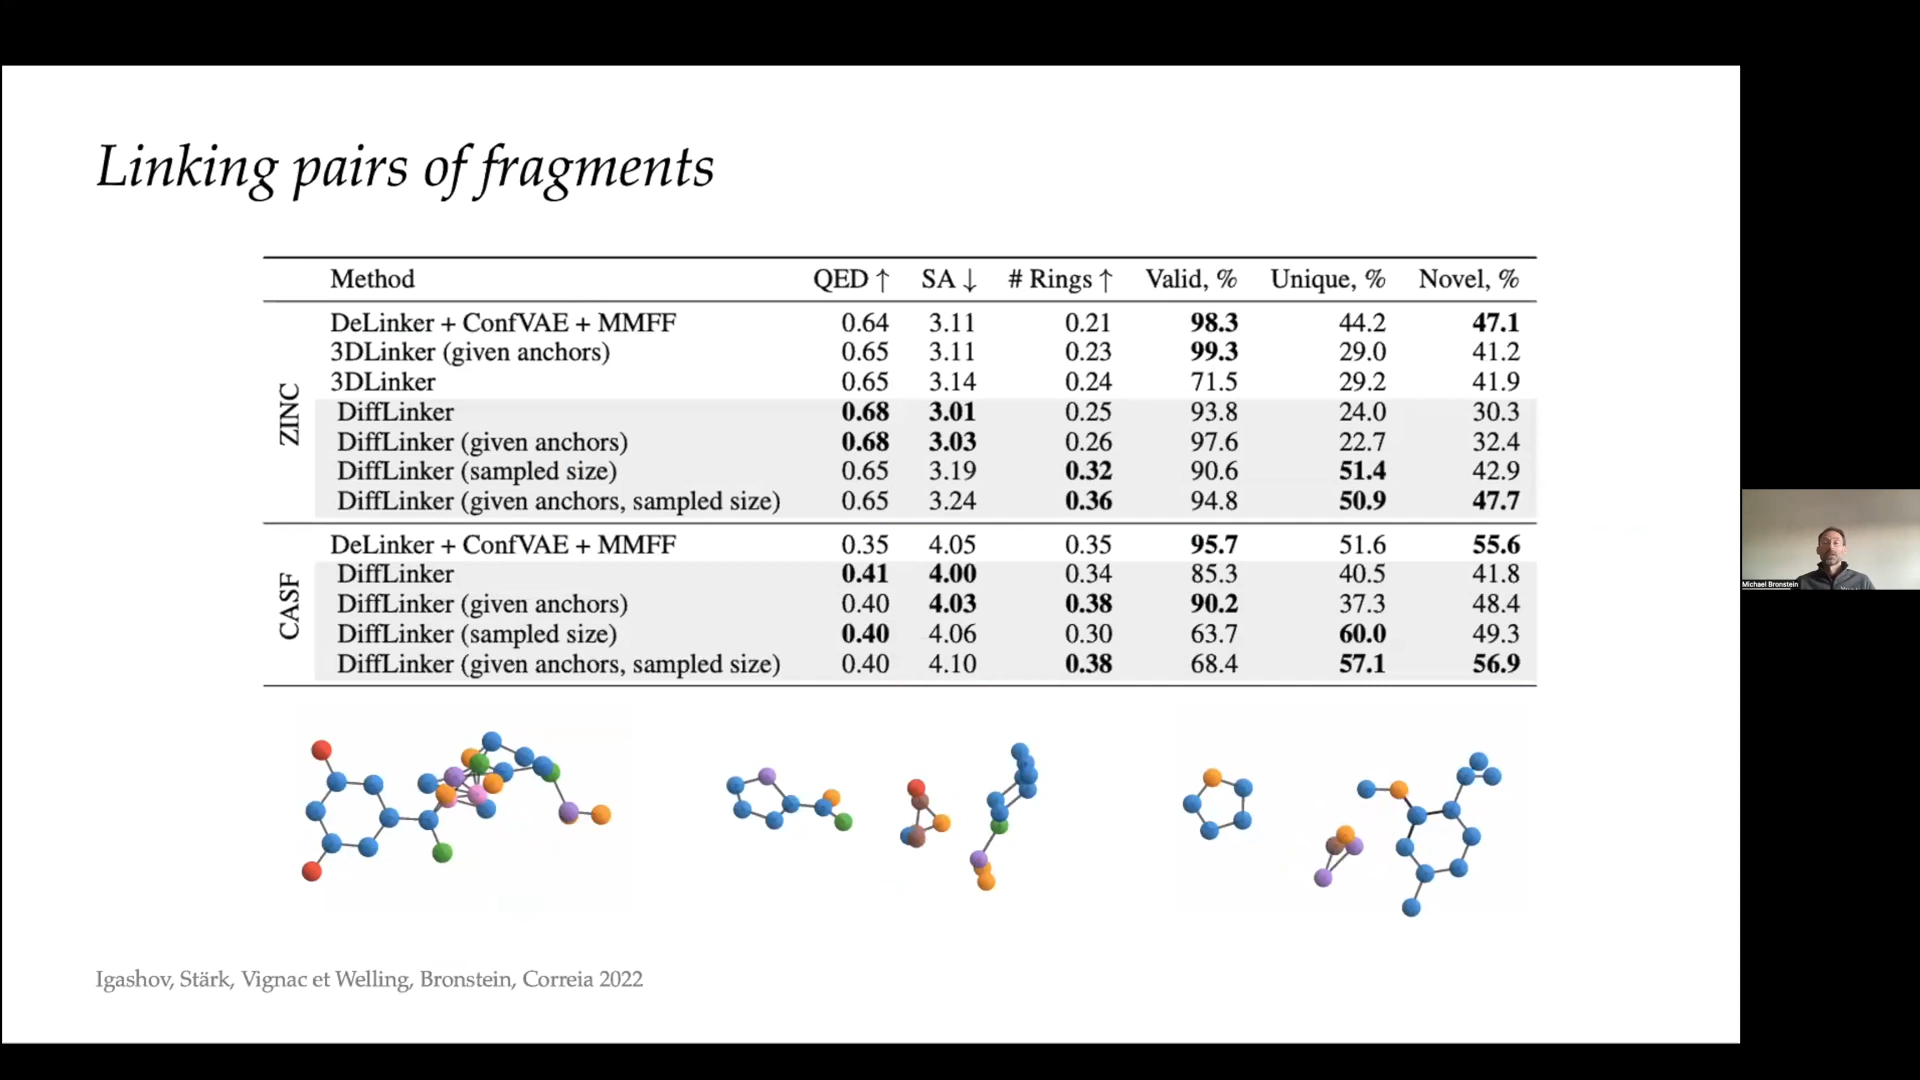 Linking pairs of fragments
Method QED ↑ SA ↓ # Rings ↑ Valid, % Unique, % Novel, %
ZINC
DeLinker + ConfVAE + MMFF 0.64 3.11 0.21 98.3 44.2 47.1
3DLinker (given anchors) 0.65 3.11 0.23 99.3 29.0 41.2
3DLinker 0.65 3.14 0.24 71.5 29.2 41.9
DiffLinker 0.68 3.01 0.25 93.8 24.0 30.3
DiffLinker (given anchors) 0.68 3.03 0.26 97.6 22.7 32.4
DiffLinker (sampled size) 0.65 3.19 0.32 90.6 51.4 42.9
DiffLinker (given anchors, sampled size) 0.65 3.24 0.36 94.8 50.9 47.7
CASF
DeLinker + ConfVAE + MMFF 0.35 4.05 0.35 95.7 51.6 55.6
DiffLinker 0.41 4.00 0.34 85.3 40.5 41.8
DiffLinker (given anchors) 0.40 4.03 0.38 90.2 37.3 48.4
DiffLinker (sampled size) 0.40 4.06 0.30 63.7 60.0 49.3
DiffLinker (given anchors, sampled size) 0.40 4.10 0.38 68.4 57.1 56.9
Igashov, Stärk, Vignac et Welling, Bronstein, Correia 2022
Michael Bronstein